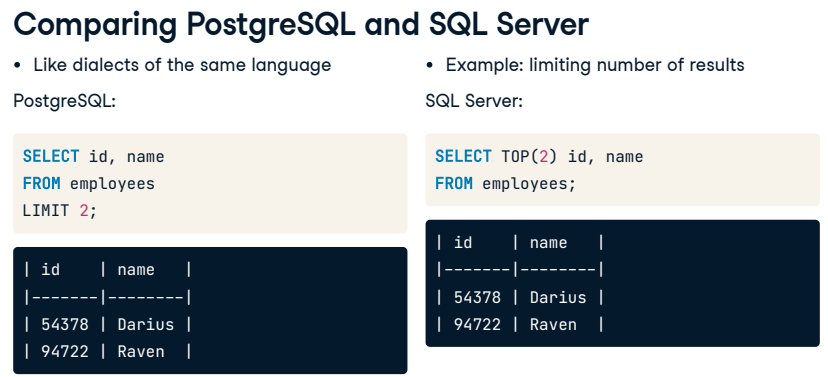 Comparing PostgreSQL and SQL Server
• Like dialects of the same language
PostgreSQL:
SELECT id, name
FROM employees
LIMIT 2;
| id    | name   |
|-------|--------|
| 54378 | Darius |
| 94722 | Raven  |
• Example: limiting number of results
SQL Server:
SELECT TOP(2) id, name
FROM employees;
| id    | name   |
|-------|--------|
| 54378 | Darius |
| 94722 | Raven  |